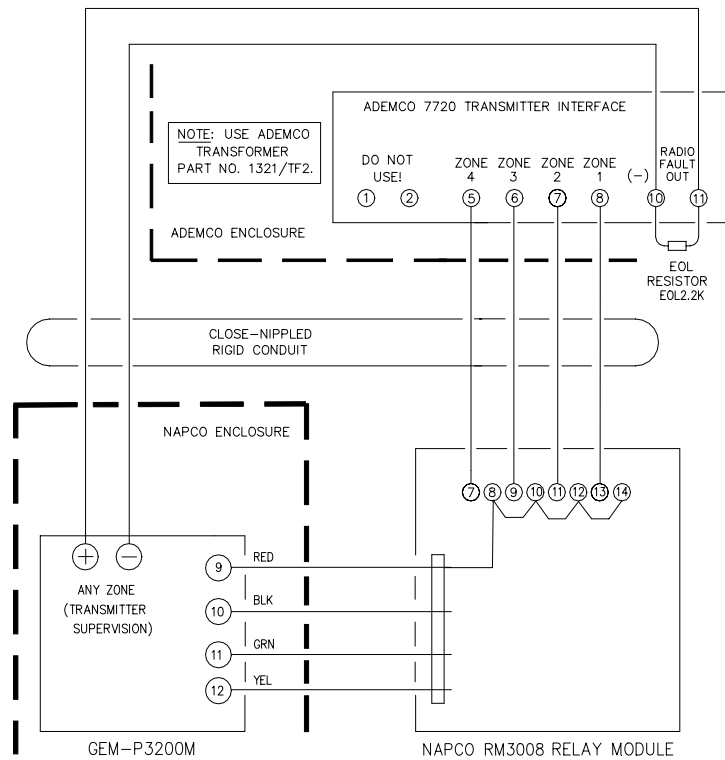 ADEMCO 7720 TRANSMITTER INTERFACE
NOTE: USE ADEMCO
TRANSFORMER
PART NO. 1321/TF2.
DO NOT
USE!
ZONE
4
ZONE
3
ZONE
2
ZONE
1
(−)
RADIO
FAULT
OUT
1 2 5 6 7 8 10 11
ADEMCO ENCLOSURE
EOL
RESISTOR
EOL2.2K
CLOSE−NIPPLED
RIGID CONDUIT
NAPCO ENCLOSURE
7 8 9 10 11 12 13 14
+ −
ANY ZONE
(TRANSMITTER
SUPERVISION)
9 RED
10 BLK
11 GRN
12 YEL
GEM−P3200M
NAPCO RM3008 RELAY MODULE